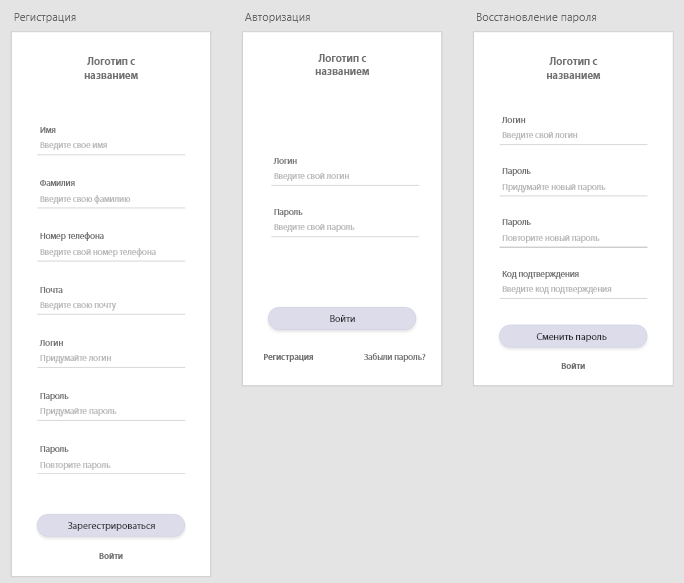 Регистрация
Логотип с
названием
Имя
Введите свое имя
Фамилия
Введите свою фамилию
Номер телефона
Введите свой номер телефона
Почта
Введите свою почту
Логин
Придумайте логин
Пароль
Придумайте пароль
Пароль
Повторите пароль
Зарегестрироваться
Войти
Авторизация
Логотип с
названием
Логин
Введите свой логин
Пароль
Введите свой пароль
Войти
Регистрация
Забыли пароль?
Восстановление пароля
Логотип с
названием
Логин
Введите свой логин
Пароль
Придумайте новый пароль
Пароль
Повторите новый пароль
Код подтверждения
Введите код подтверждения
Сменить пароль
Войти